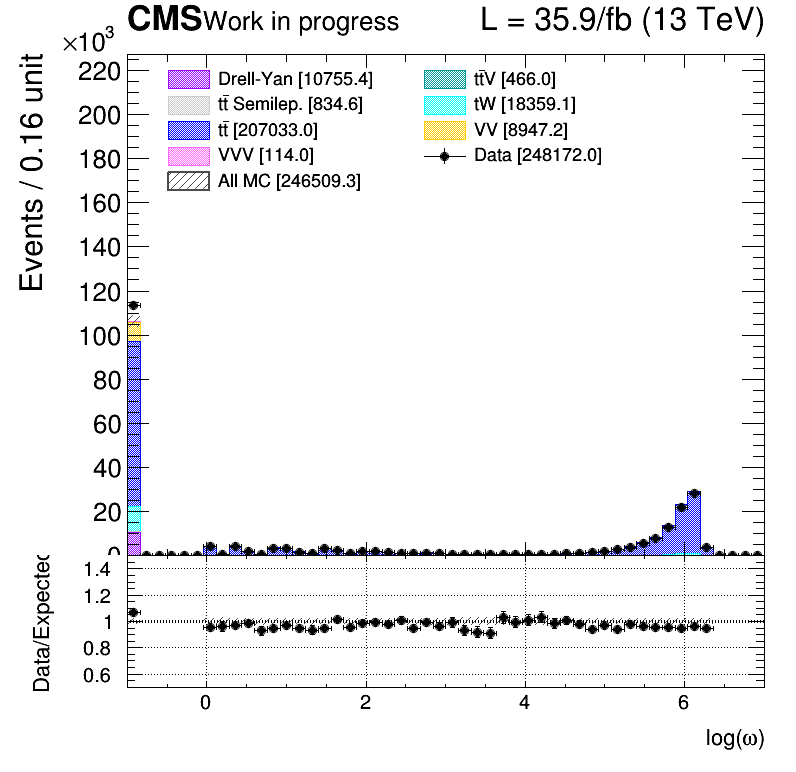 CMS Work in progress L = 35.9/fb (13 TeV)
×10³
Events / 0.16 unit
220
200
180
160
140
120
100
80
60
40
20
0
Drell-Yan [10755.4]
tt̄ Semilep. [834.6]
tt̄ [207033.0]
VVV [114.0]
All MC [246509.3]
tt̄V [466.0]
tW [18359.1]
VV [8947.2]
Data [248172.0]
Data/Expected
1.4
1.2
1
0.8
0.6
0 2 4 6
log(ω)